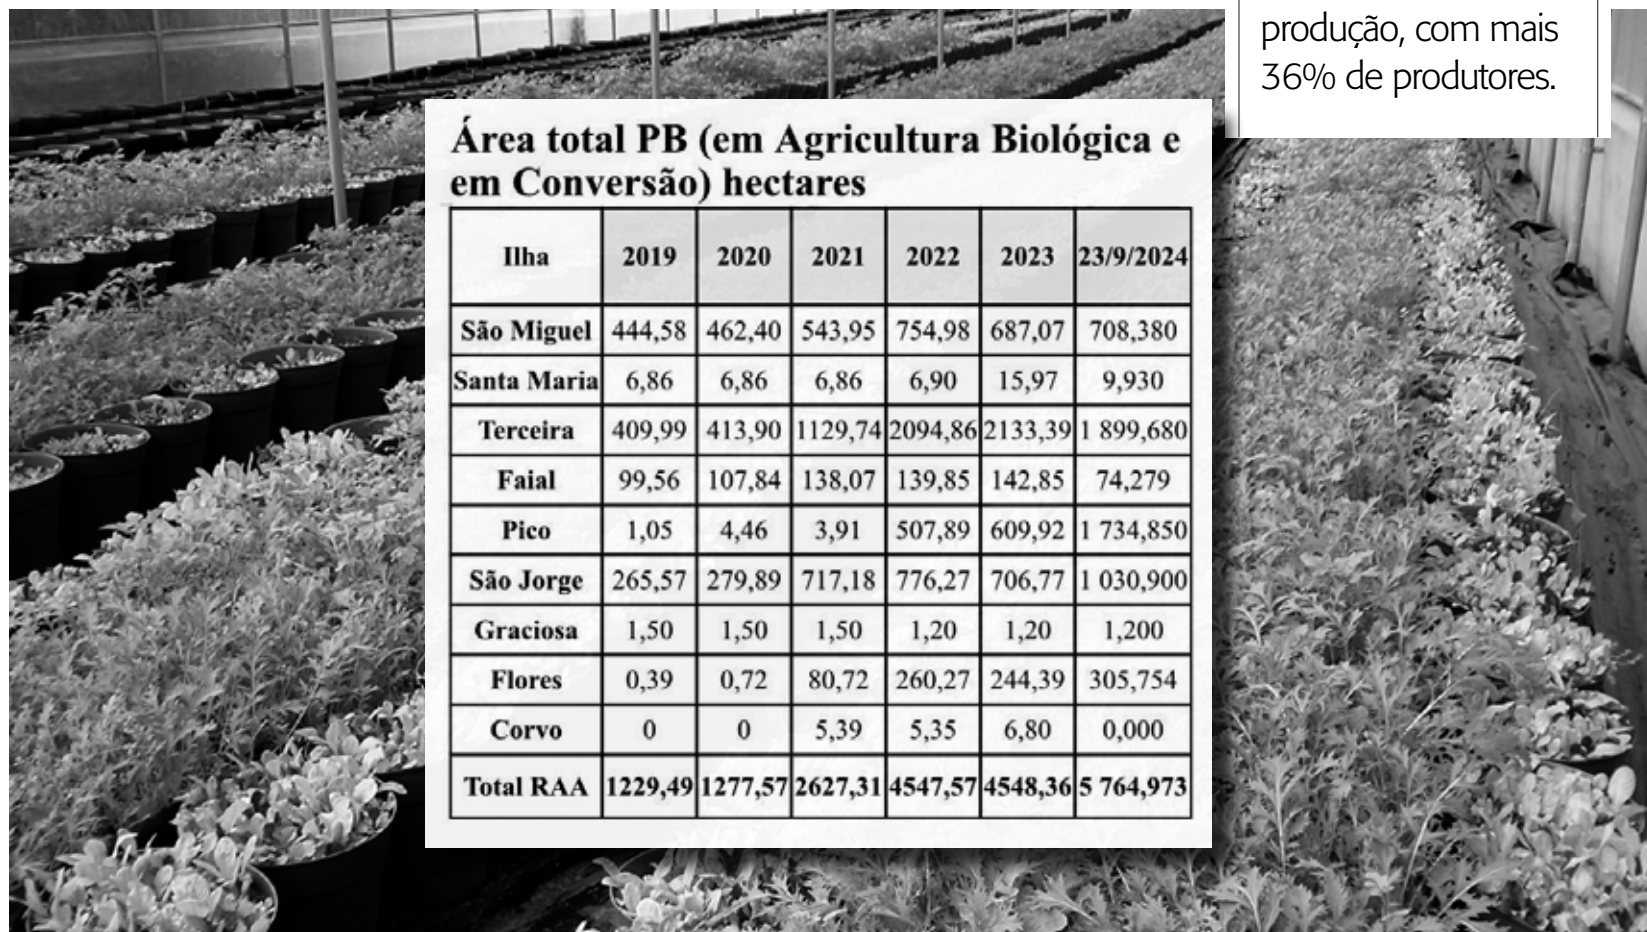 produção, com mais
36% de produtores.
Área total PB (em Agricultura Biológica e
em Conversão) hectares
Ilha 2019 2020 2021 2022 2023 23/9/2024
São Miguel 444,58 462,40 543,95 754,98 687,07 708,380
Santa Maria 6,86 6,86 6,86 6,90 15,97 9,930
Terceira 409,99 413,90 1129,74 2094,86 2133,39 1 899,680
Faial 99,56 107,84 138,07 139,85 142,85 74,279
Pico 1,05 4,46 3,91 507,89 609,92 1 734,850
São Jorge 265,57 279,89 717,18 776,27 706,77 1 030,900
Graciosa 1,50 1,50 1,50 1,20 1,20 1,200
Flores 0,39 0,72 80,72 260,27 244,39 305,754
Corvo 0 0 5,39 5,35 6,80 0,000
Total RAA 1229,49 1277,57 2627,31 4547,57 4548,36 5 764,973